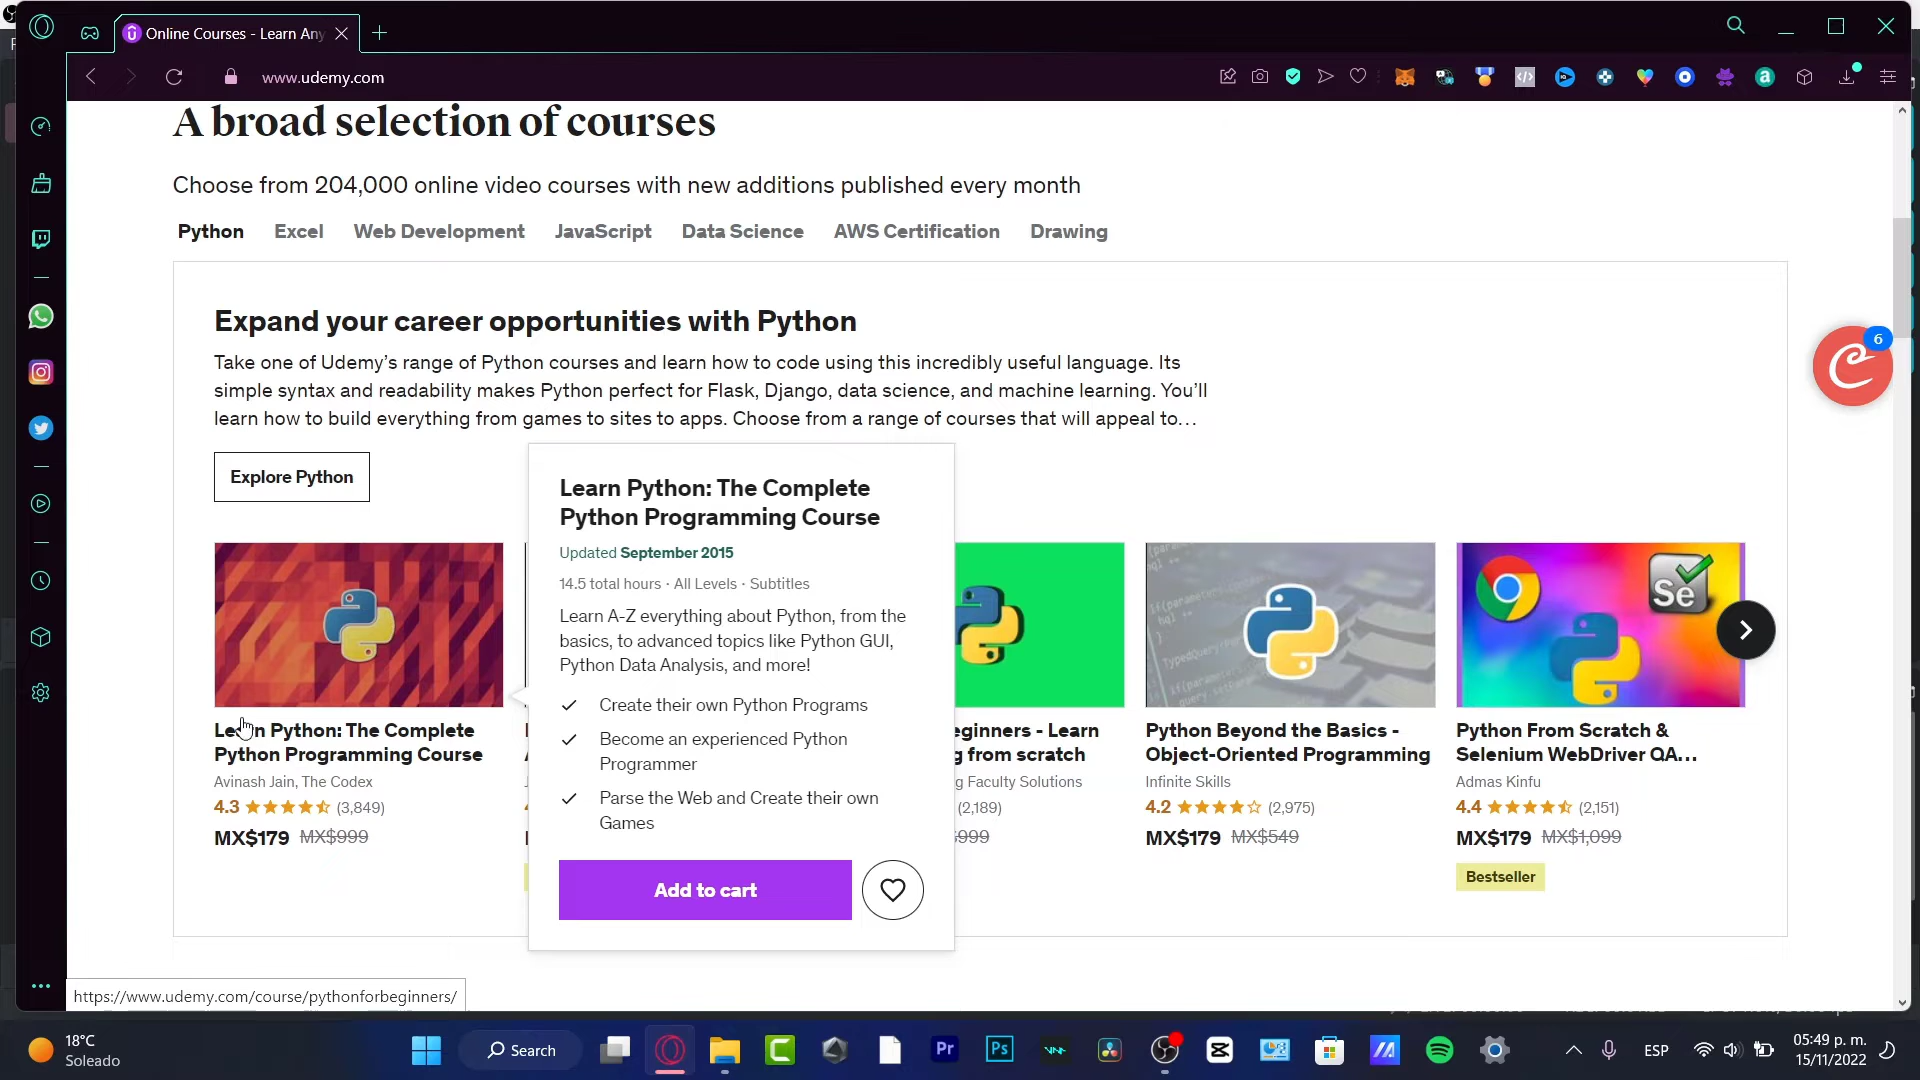 Online Courses - Learn Any
www.udemy.com
A broad selection of courses
Choose from 204,000 online video courses with new additions published every month
Python Excel Web Development JavaScript Data Science AWS Certification Drawing
Expand your career opportunities with Python
Take one of Udemy's range of Python courses and learn how to code using this incredibly useful language. Its
simple syntax and readability makes Python perfect for Flask, Django, data science, and machine learning. You'll
learn how to build everything from games to sites to apps. Choose from a range of courses that will appeal to...
6
Explore Python
Learn Python: The Complete
Python Programming Course
Updated September 2015
14.5 total hours · All Levels · Subtitles
Learn A-Z everything about Python, from the
basics, to advanced topics like Python GUI,
Python Data Analysis, and more!
Create their own Python Programs
Become an experienced Python
Programmer
Parse the Web and Create their own
Games
Add to cart
Learn Python: The Complete
Python Programming Course
Avinash Jain, The Codex
4.3 (3,849)
MX$179 MX$999
eginners - Learn
g from scratch
g Faculty Solutions
(2,189)
$999
Python Beyond the Basics -
Object-Oriented Programming
Infinite Skills
4.2 (2,975)
MX$179 MX$549
Se
Python From Scratch &
Selenium WebDriver QA...
Admas Kinfu
4.4 (2,151)
MX$179 MX$1,099
Bestseller
https://www.udemy.com/course/pythonforbeginners/
18°C
Soleado
Search
Pr
Ps
ESP
05:49 p. m.
15/11/2022